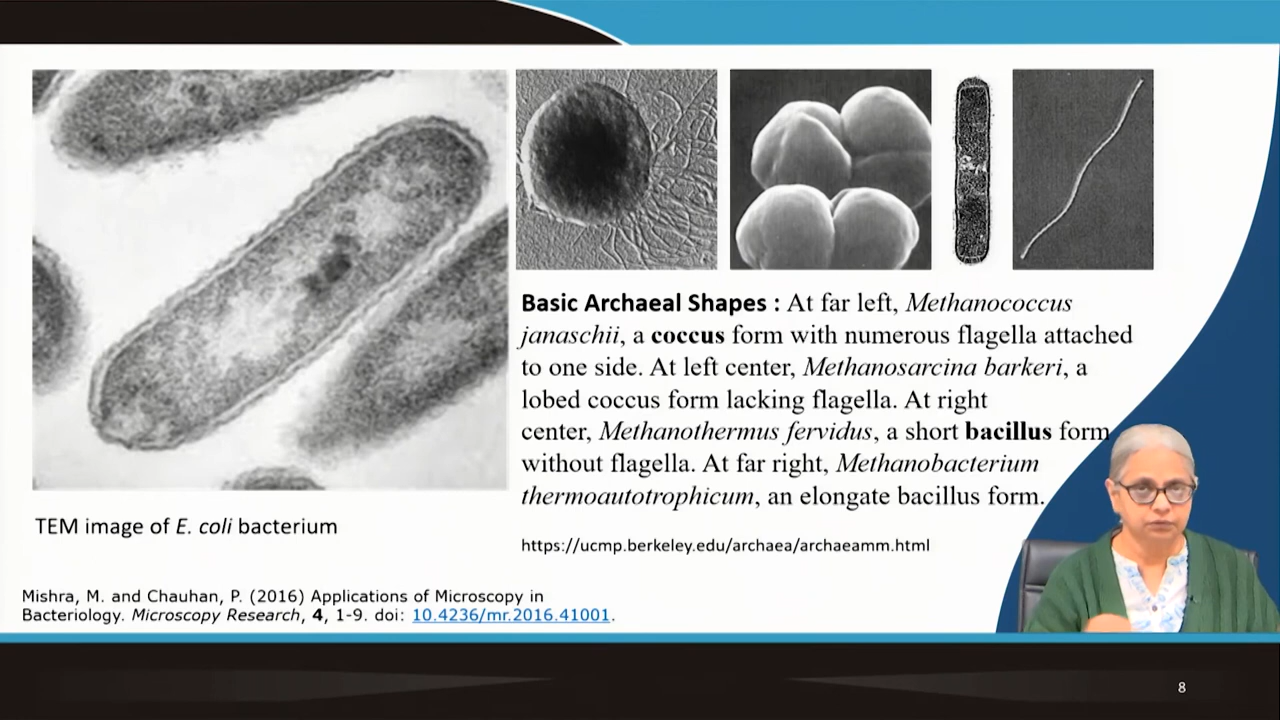 Basic Archaeal Shapes : At far left, Methanococcus
janaschii, a coccus form with numerous flagella attached
to one side. At left center, Methanosarcina barkeri, a
lobed coccus form lacking flagella. At right
center, Methanothermus fervidus, a short bacillus form
without flagella. At far right, Methanobacterium
thermoautotrophicum, an elongate bacillus form.
TEM image of E. coli bacterium
https://ucmp.berkeley.edu/archaea/archaeamm.html
Mishra, M. and Chauhan, P. (2016) Applications of Microscopy in
Bacteriology. Microscopy Research, 4, 1-9. doi: 10.4236/mr.2016.41001.
8